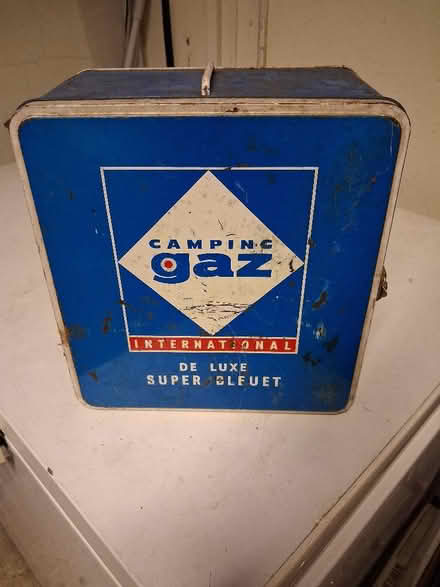 CAMPING
gaz
INTERNATIONAL
DE LUXE
SUPER BLEUET